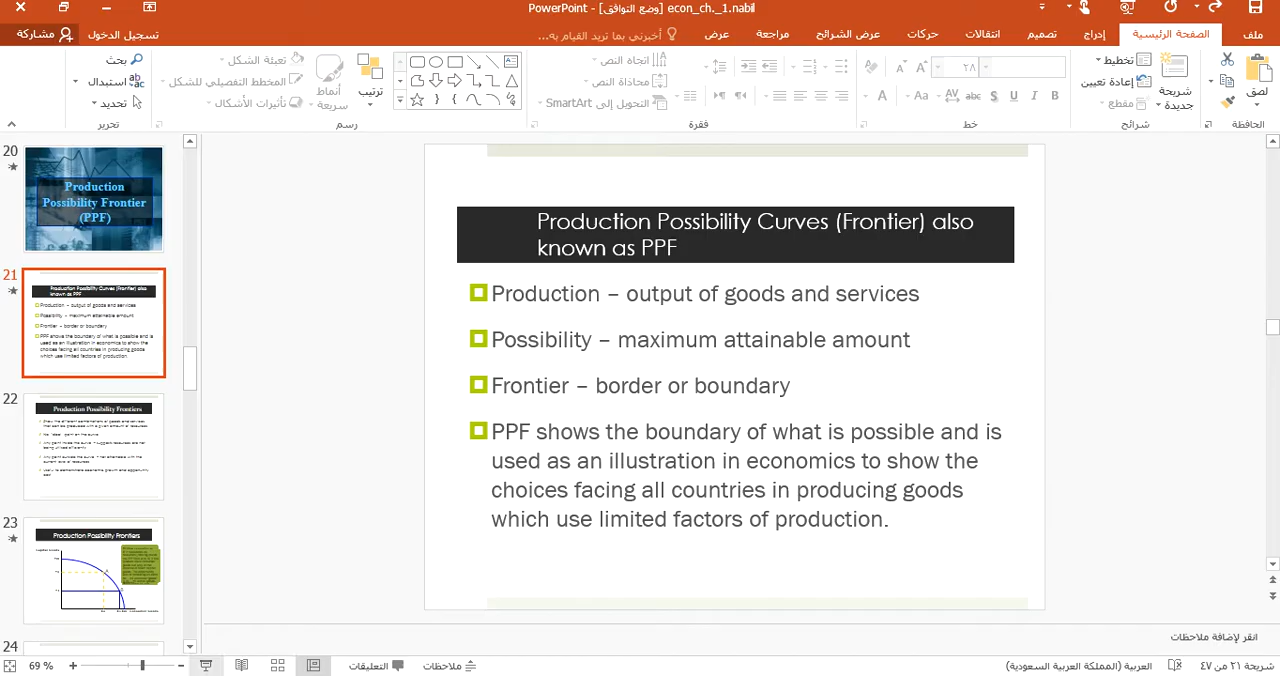 econ_ch._1.nabil [وضع التوافق] - PowerPoint
ملف
الصفحة الرئيسية
إدراج
تصميم
انتقالات
حركات
عرض الشرائح
مراجعة
عرض
أخبرني بما تريد القيام به...
تسجيل الدخول
مشاركة
لصق
الحافظة
شريحة
جديدة
تخطيط
إعادة تعيين
مقطع
شرائح
٢٨
B I U S abc AV Aa A
خط
اتجاه النص
محاذاة النص
التحويل إلى SmartArt
فقرة
ترتيب
أنماط
سريعة
تعبئة الشكل
المخطط التفصيلي للشكل
تأثيرات الأشكال
رسم
بحث
استبدال
تحديد
تحرير
20
Production
Possibility Frontier
(PPF)
21
Production Possibility Curves (Frontier) also
known as PPF
Production – output of goods and services
Possibility – maximum attainable amount
Frontier – border or boundary
PPF shows the boundary of what is possible and is
used as an illustration in economics to show the
choices facing all countries in producing goods
which use limited factors of production.
22
Production Possibility Frontiers
23
Production Possibility Frontiers
24
Production Possibility Curves (Frontier) also
known as PPF
Production – output of goods and services
Possibility – maximum attainable amount
Frontier – border or boundary
PPF shows the boundary of what is possible and is
used as an illustration in economics to show the
choices facing all countries in producing goods
which use limited factors of production.
انقر لإضافة ملاحظات
شريحة ٢١ من ٤٧
العربية (المملكة العربية السعودية)
ملاحظات
التعليقات
69 %